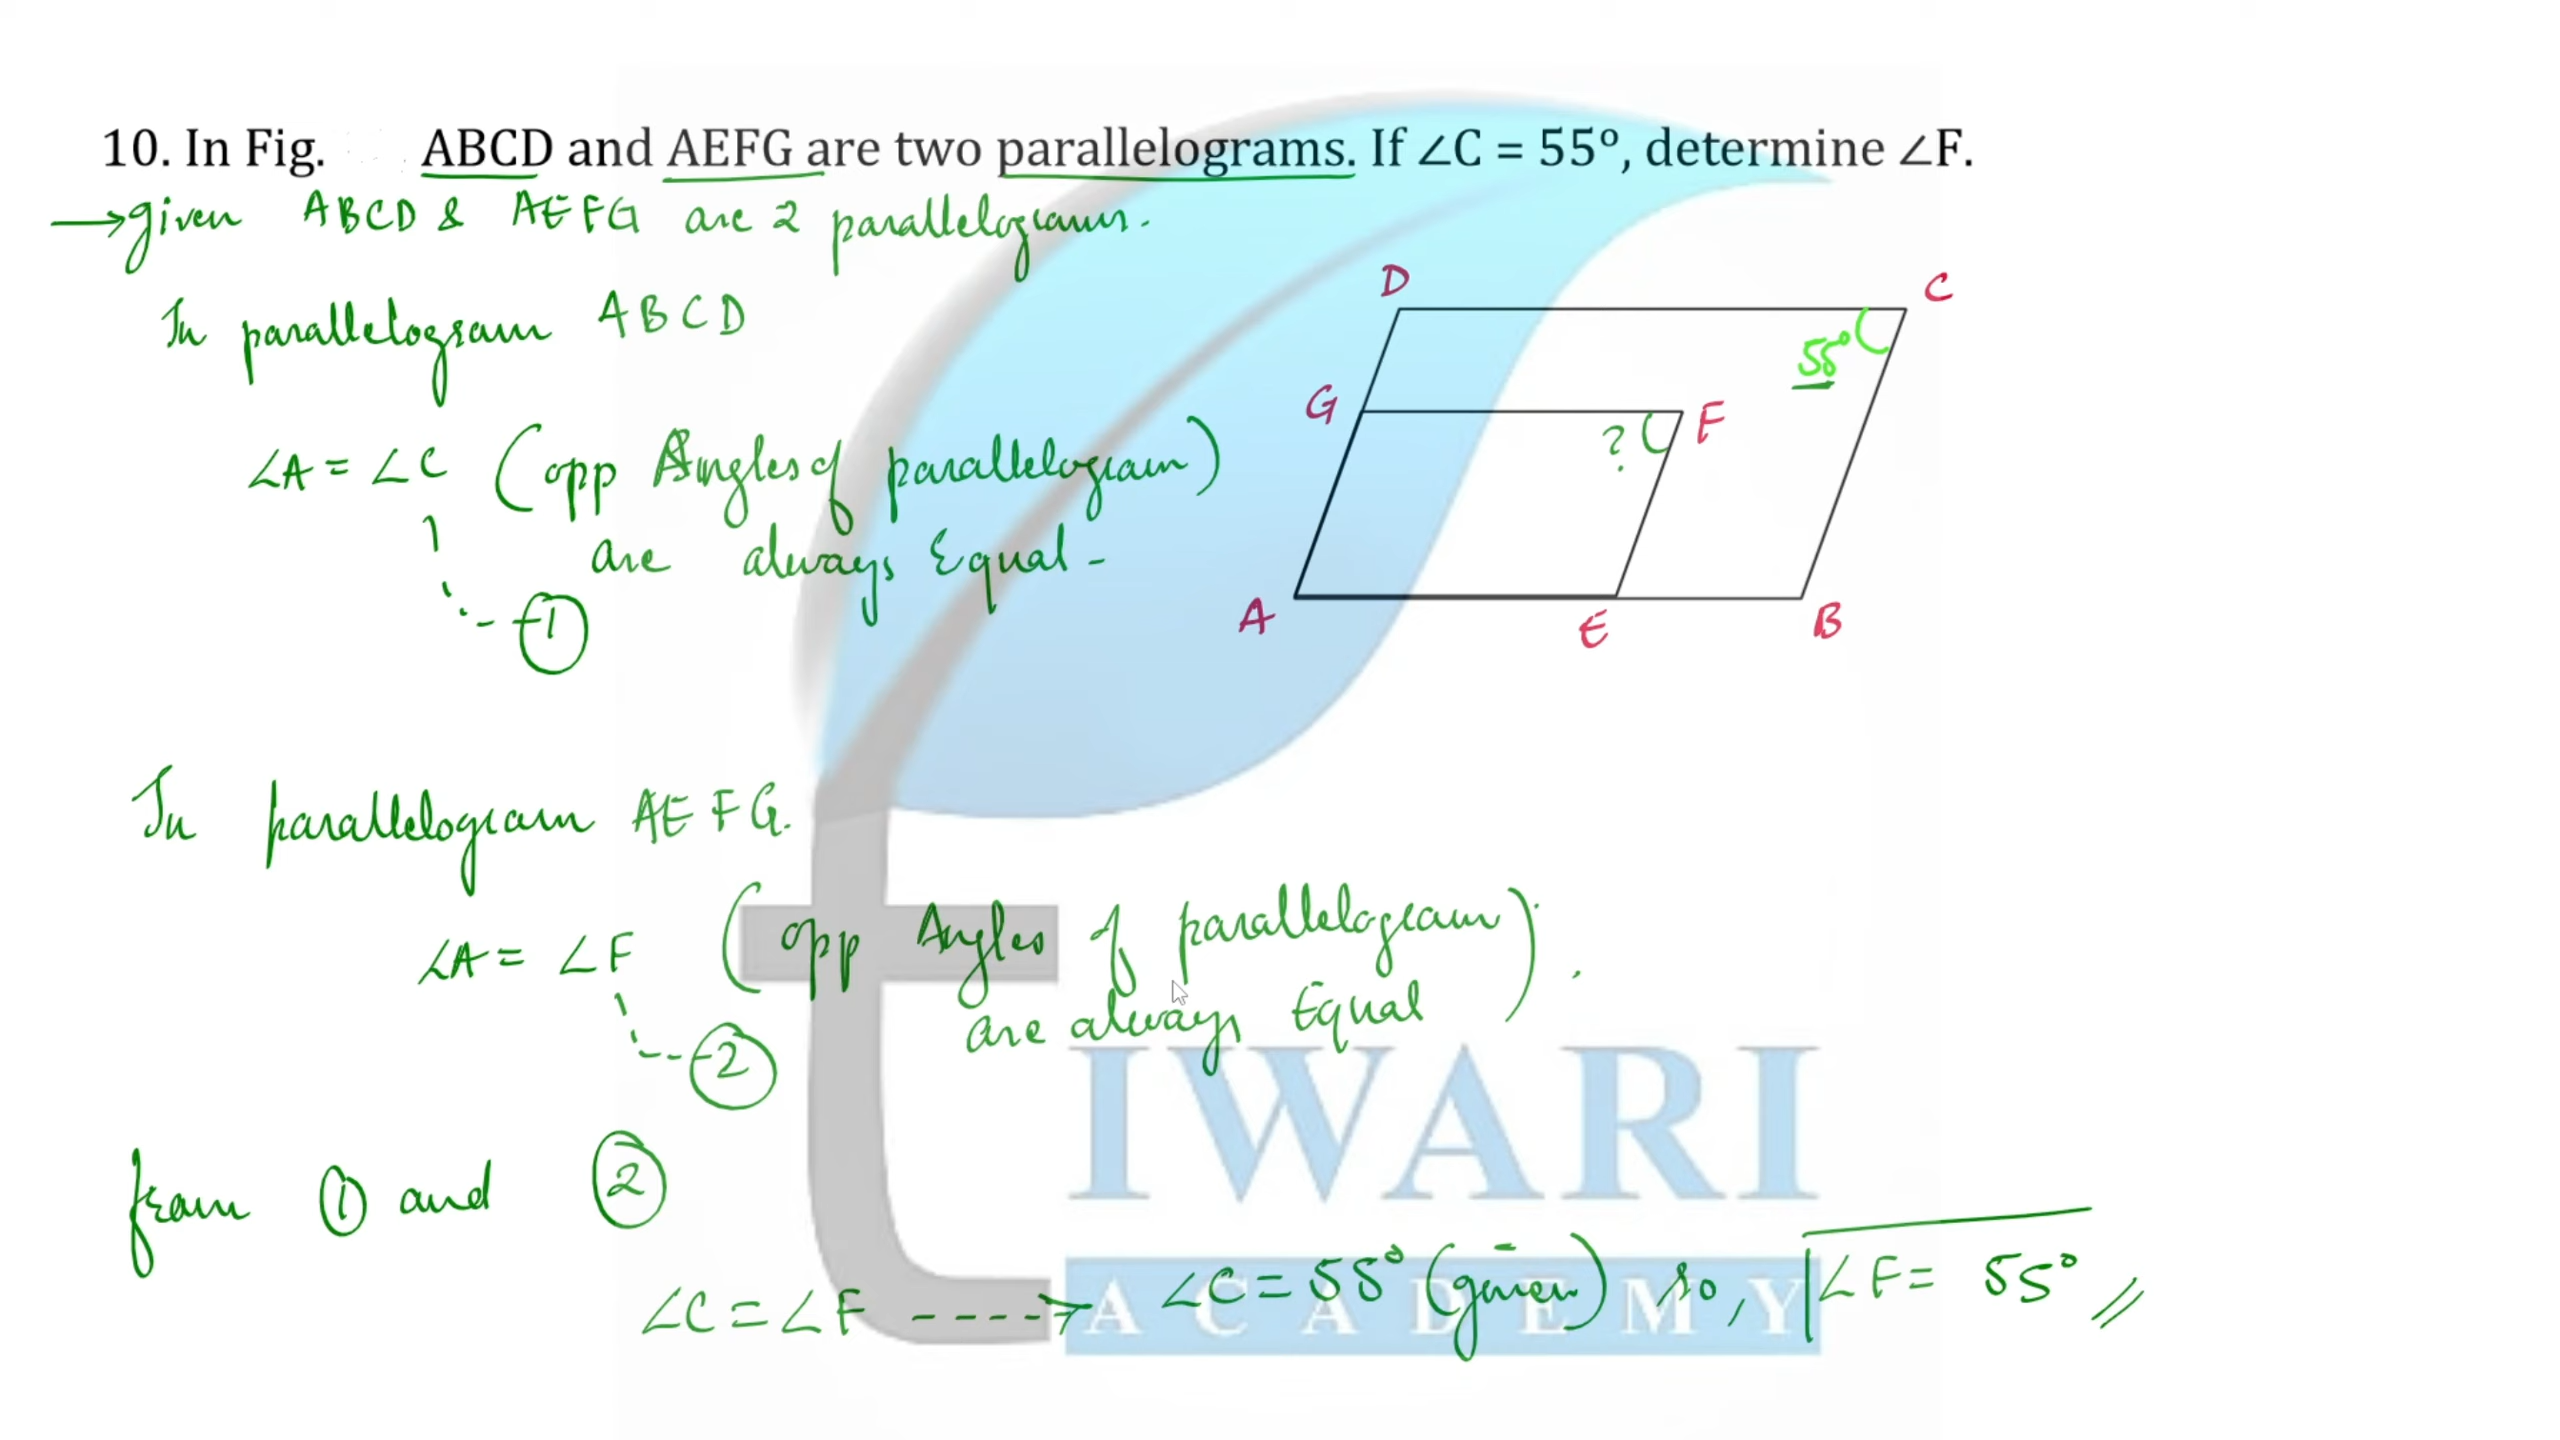 10. In Fig. ABCD and AEFG are two parallelograms. If ∠C = 55º, determine ∠F.
→ given ABCD & AEFG are 2 parallelograms.
In parallelogram ABCD
∠A = ∠C (opp Angles of parallelogram)
are always Equal -
①
D
C
55°
G
F
?
A
E
B
In parallelogram AEFG.
∠A = ∠F (opp Angles of parallelogram).
are always Equal
②
from ① and ②
∠C = ∠F ----> ∠C = 55° (given) so, ∠F = 55° //
IWARI
ACADEMY